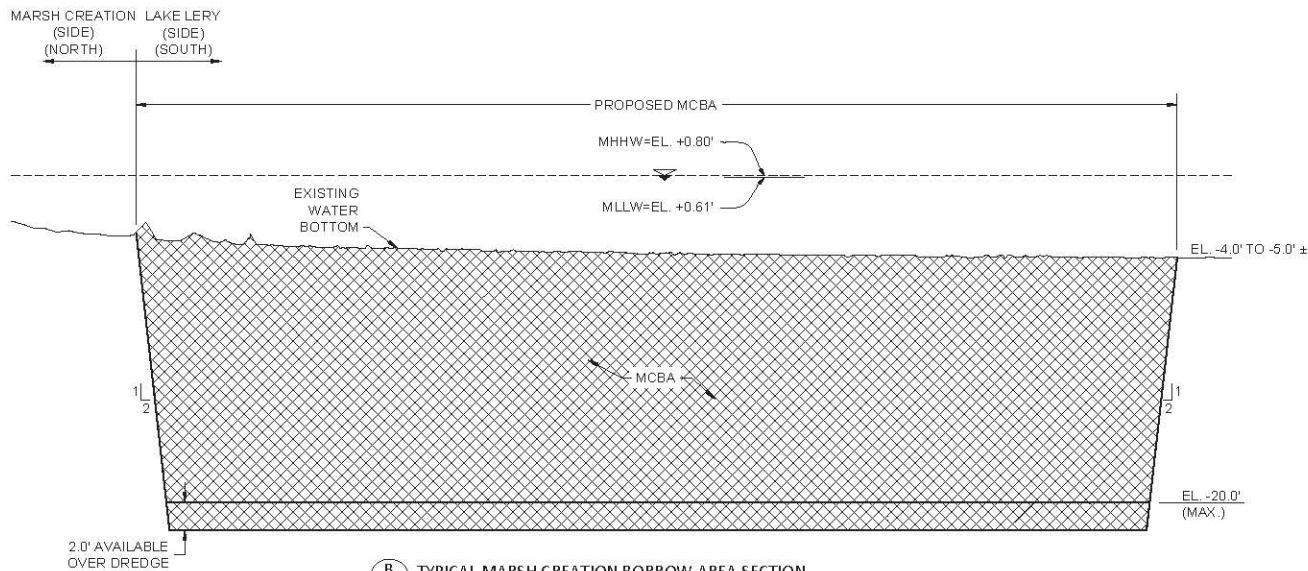 MARSH CREATION
(SIDE)
(NORTH)
LAKE LERY
(SIDE)
(SOUTH)
PROPOSED MCBA
MHHW=EL. +0.80'
MLLW=EL. +0.61'
EXISTING
WATER
BOTTOM
EL. -4.0' TO -5.0' ±
MCBA
1
2
1
2
EL. -20.0'
(MAX.)
2.0' AVAILABLE
OVER DREDGE
B TYPICAL MARSH CREATION BORROW AREA SECTION